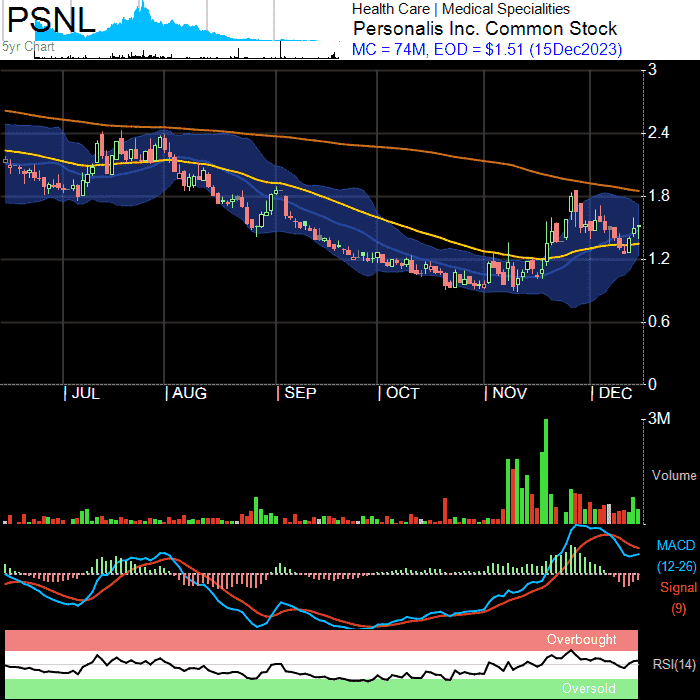 PSNL
5yr Chart
Health Care | Medical Specialities
Personalis Inc. Common Stock
MC = 74M, EOD = $1.51 (15Dec2023)
3
2.4
1.8
1.2
0.6
0
| JUL | AUG | SEP | OCT | NOV | DEC
3M
Volume
MACD
(12-26)
Signal
(9)
Overbought
RSI(14)
Oversold